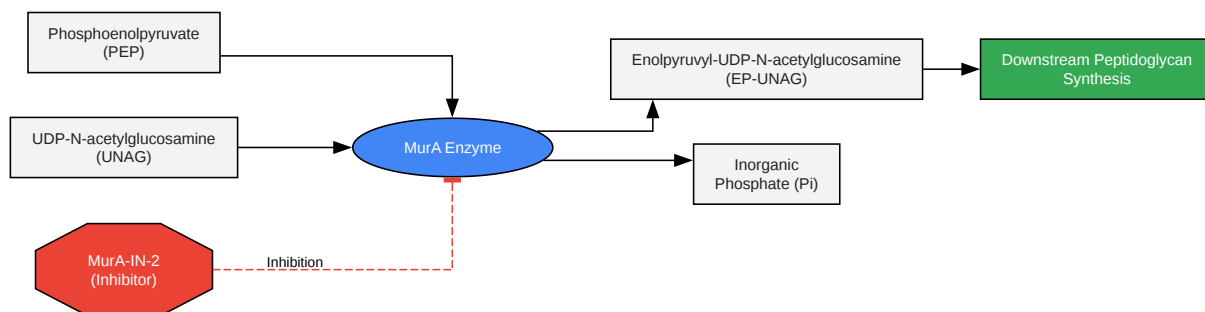 Phosphoenolpyruvate
(PEP)
UDP-N-acetylglucosamine
(UNAG)
MurA-IN-2
(Inhibitor)
Inhibition
MurA Enzyme
Enolpyruvyl-UDP-N-acetylglucosamine
(EP-UNAG)
Inorganic
Phosphate (Pi)
Downstream Peptidoglycan
Synthesis